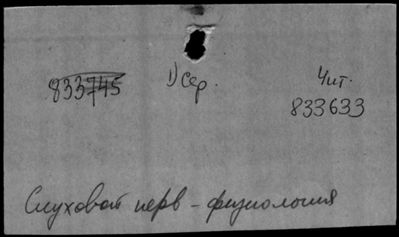 833745 1) Сер. Чит.
833633
Слуховой нерв - физиология